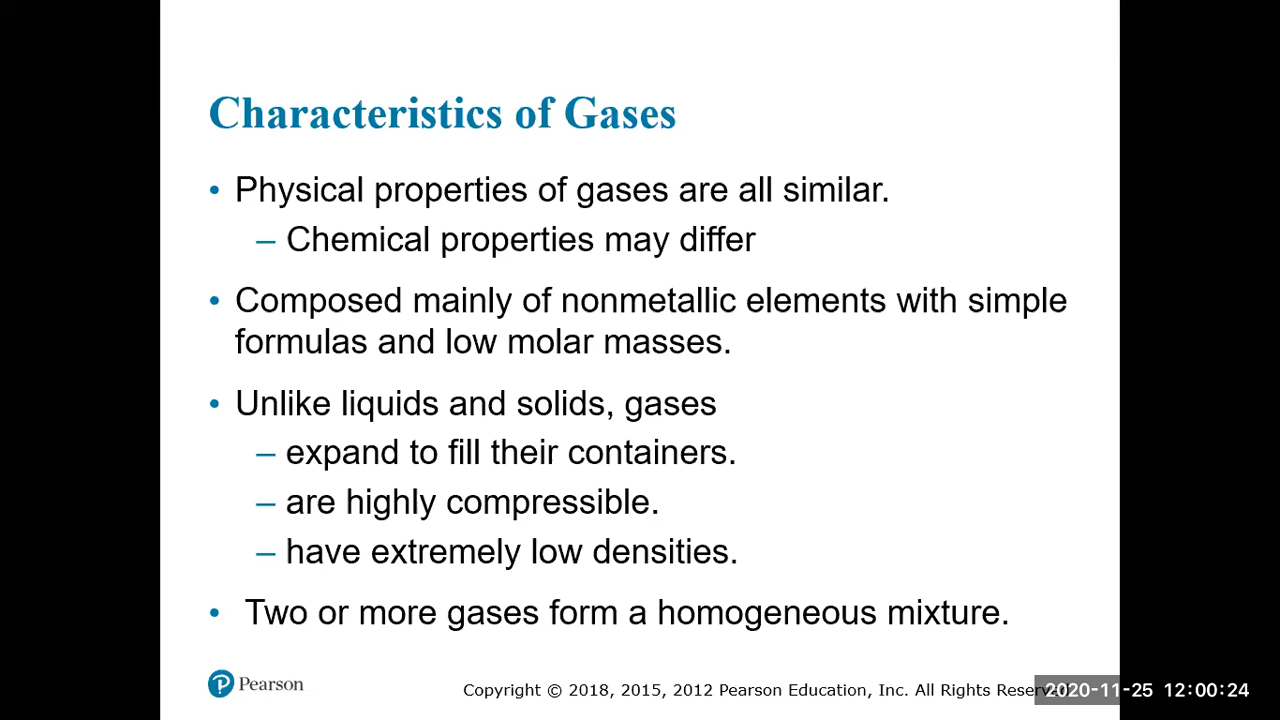 Characteristics of Gases
• Physical properties of gases are all similar.
– Chemical properties may differ
• Composed mainly of nonmetallic elements with simple
formulas and low molar masses.
• Unlike liquids and solids, gases
– expand to fill their containers.
– are highly compressible.
– have extremely low densities.
• Two or more gases form a homogeneous mixture.
P Pearson
Copyright © 2018, 2015, 2012 Pearson Education, Inc. All Rights Reserved
2020-11-25 12:00:24